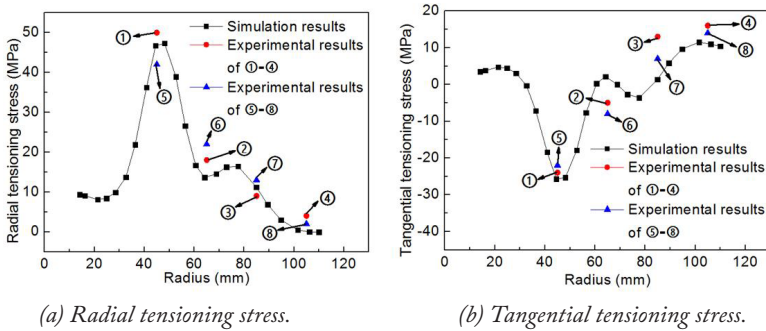 Radial tensioning stress (MPa)
50
40
30
20
10
0
Simulation results
Experimental results
of ①-④
Experimental results
of ⑤-⑧
①
⑤
⑥
②
⑦
③
④
⑧
0 20 40 60 80 100 120
Radius (mm)
(a) Radial tensioning stress.
Tangential tensioning stress (MPa)
20
10
0
-10
-20
-30
-40
③
④
⑧
⑦
②
⑥
⑤
①
Simulation results
Experimental results
of ①-④
Experimental results
of ⑤-⑧
0 20 40 60 80 100 120
Radius (mm)
(b) Tangential tensioning stress.